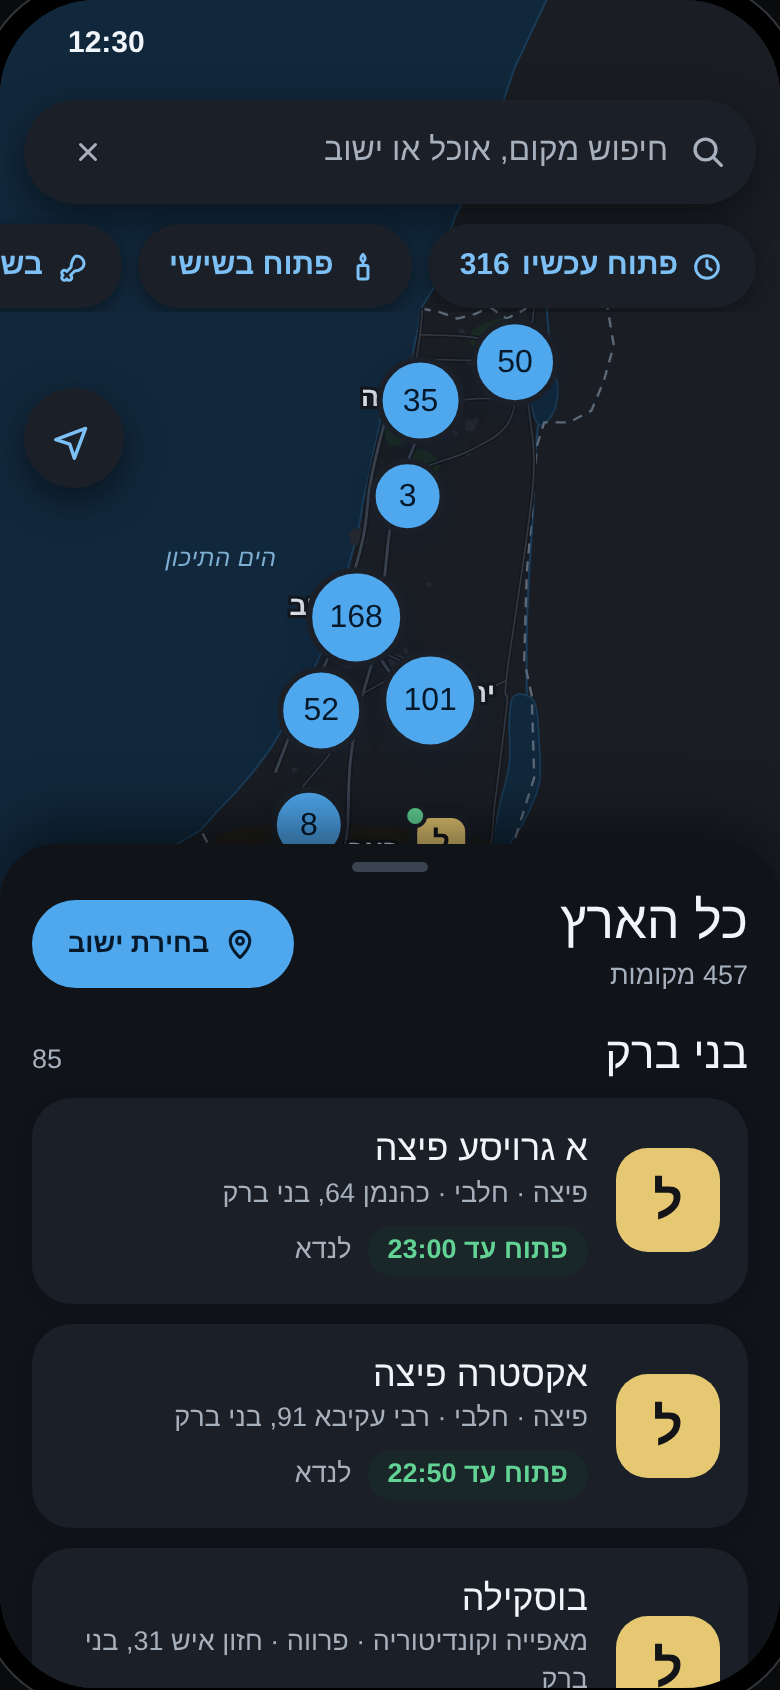 12:30
חיפוש מקום, אוכל או ישוב
פתוח עכשיו 316
פתוח בשישי
50
35
3
הים התיכון
168
101
52
8
ל
כל הארץ
בחירת ישוב
457 מקומות
בני ברק
85
א גרויסע פיצה
ל
פיצה · חלבי · כהנמן 64, בני ברק
פתוח עד 23:00
לנדא
אקסטרה פיצה
ל
פיצה · חלבי · רבי עקיבא 91, בני ברק
פתוח עד 22:50
לנדא
בוסקילה
ל
מאפייה וקונדיטוריה · פרווה · חזון איש 31, בני
ברק